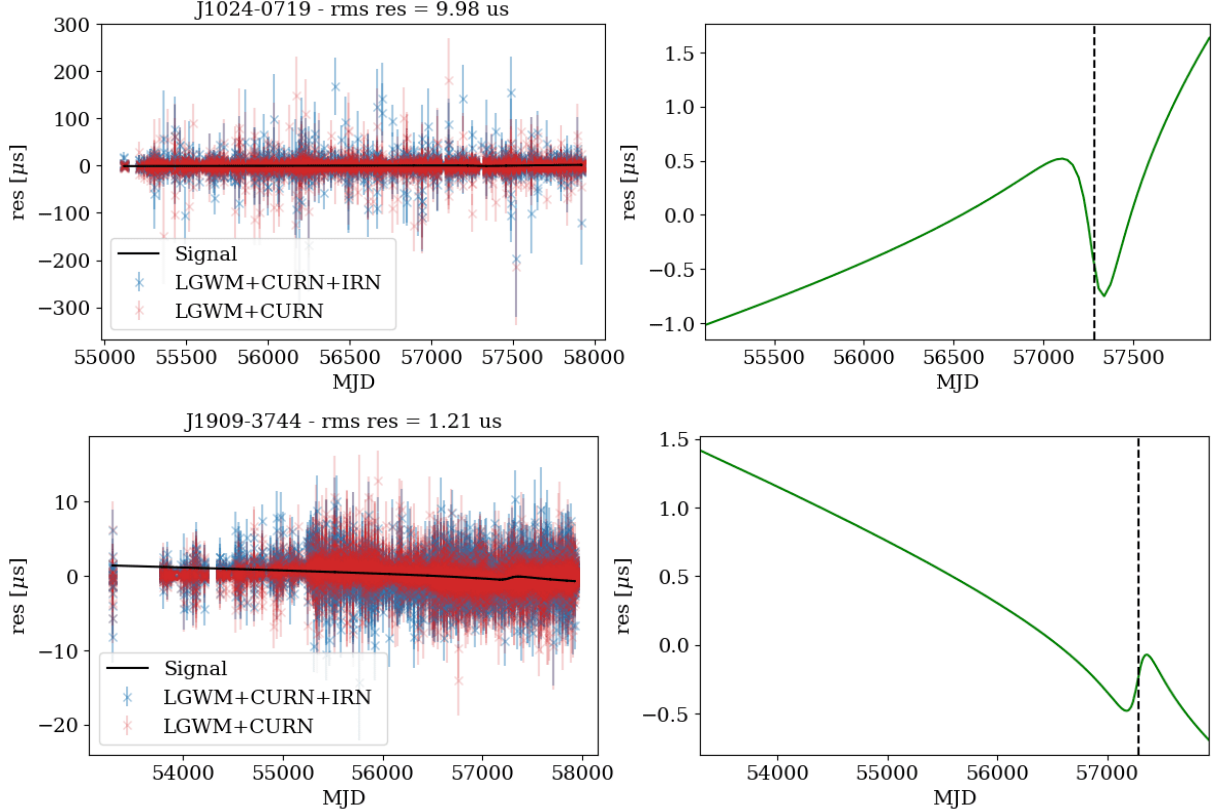 J1024-0719 - rms res = 9.98 us
300
200
100
0
−100
−200
−300
res [μs]
Signal
LGWM+CURN+IRN
LGWM+CURN
55000 55500 56000 56500 57000 57500 58000
MJD
1.5
1.0
0.5
0.0
−0.5
−1.0
res [μs]
55500 56000 56500 57000 57500
MJD
J1909-3744 - rms res = 1.21 us
10
0
−10
−20
res [μs]
Signal
LGWM+CURN+IRN
LGWM+CURN
54000 55000 56000 57000 58000
MJD
1.5
1.0
0.5
0.0
−0.5
res [μs]
54000 55000 56000 57000
MJD